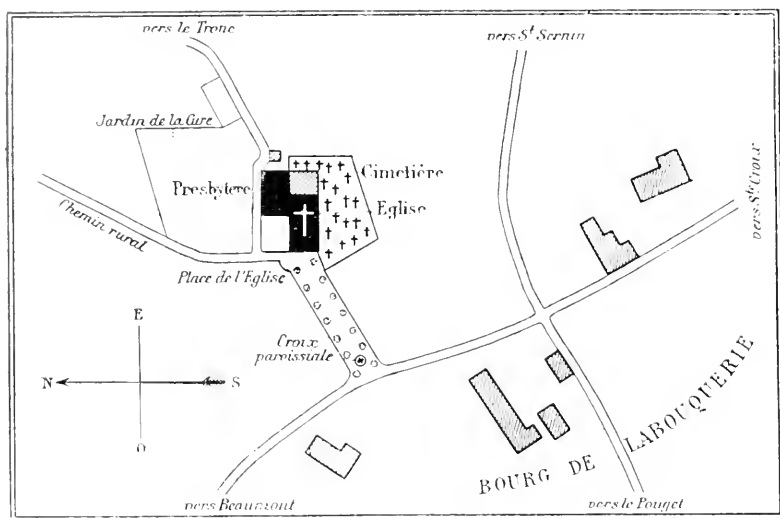 vers le Tronc
vers St Sernin
Jardin de la Cure
Cimetière
Presbytere
Eglise
vers Ste Croix
Chemin rural
Place de l'Eglise
E
N
S
O
Croix
paroissiale
BOURG DE LABOUQUERIE
vers Beaumont
vers le Pouget